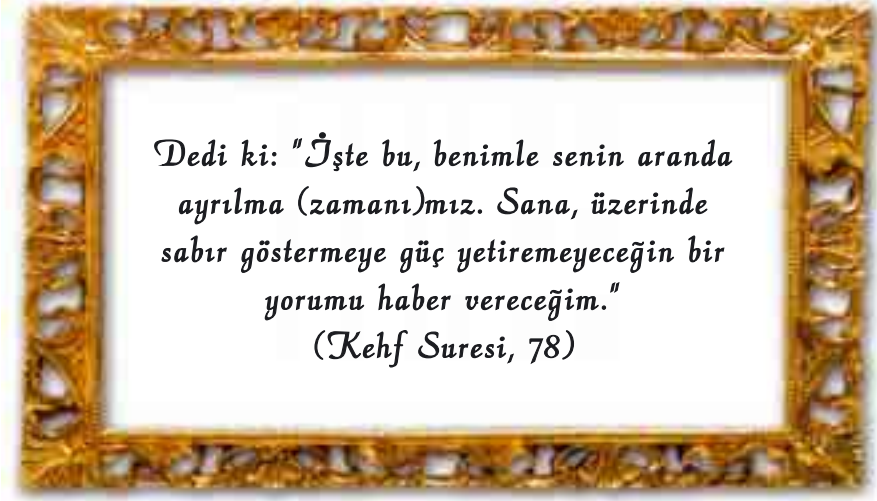 Dedi ki: "İşte bu, benimle senin aranda
ayrılma (zamanı)mız. Sana, üzerinde
sabır göstermeye güç yetiremeyeceğin bir
yorumu haber vereceğim."
(Kehf Suresi, 78)